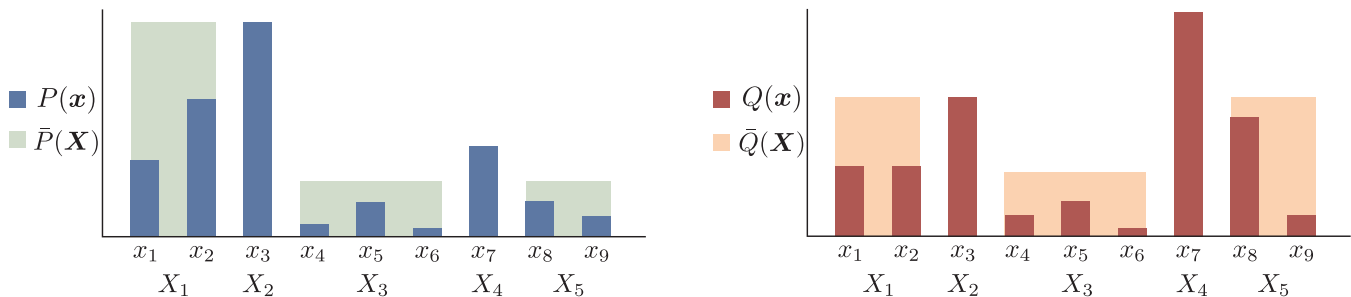 P(x)
P̄(X)
x₁ x₂ x₃ x₄ x₅ x₆ x₇ x₈ x₉
X₁ X₂ X₃ X₄ X₅
Q(x)
Q̄(X)
x₁ x₂ x₃ x₄ x₅ x₆ x₇ x₈ x₉
X₁ X₂ X₃ X₄ X₅